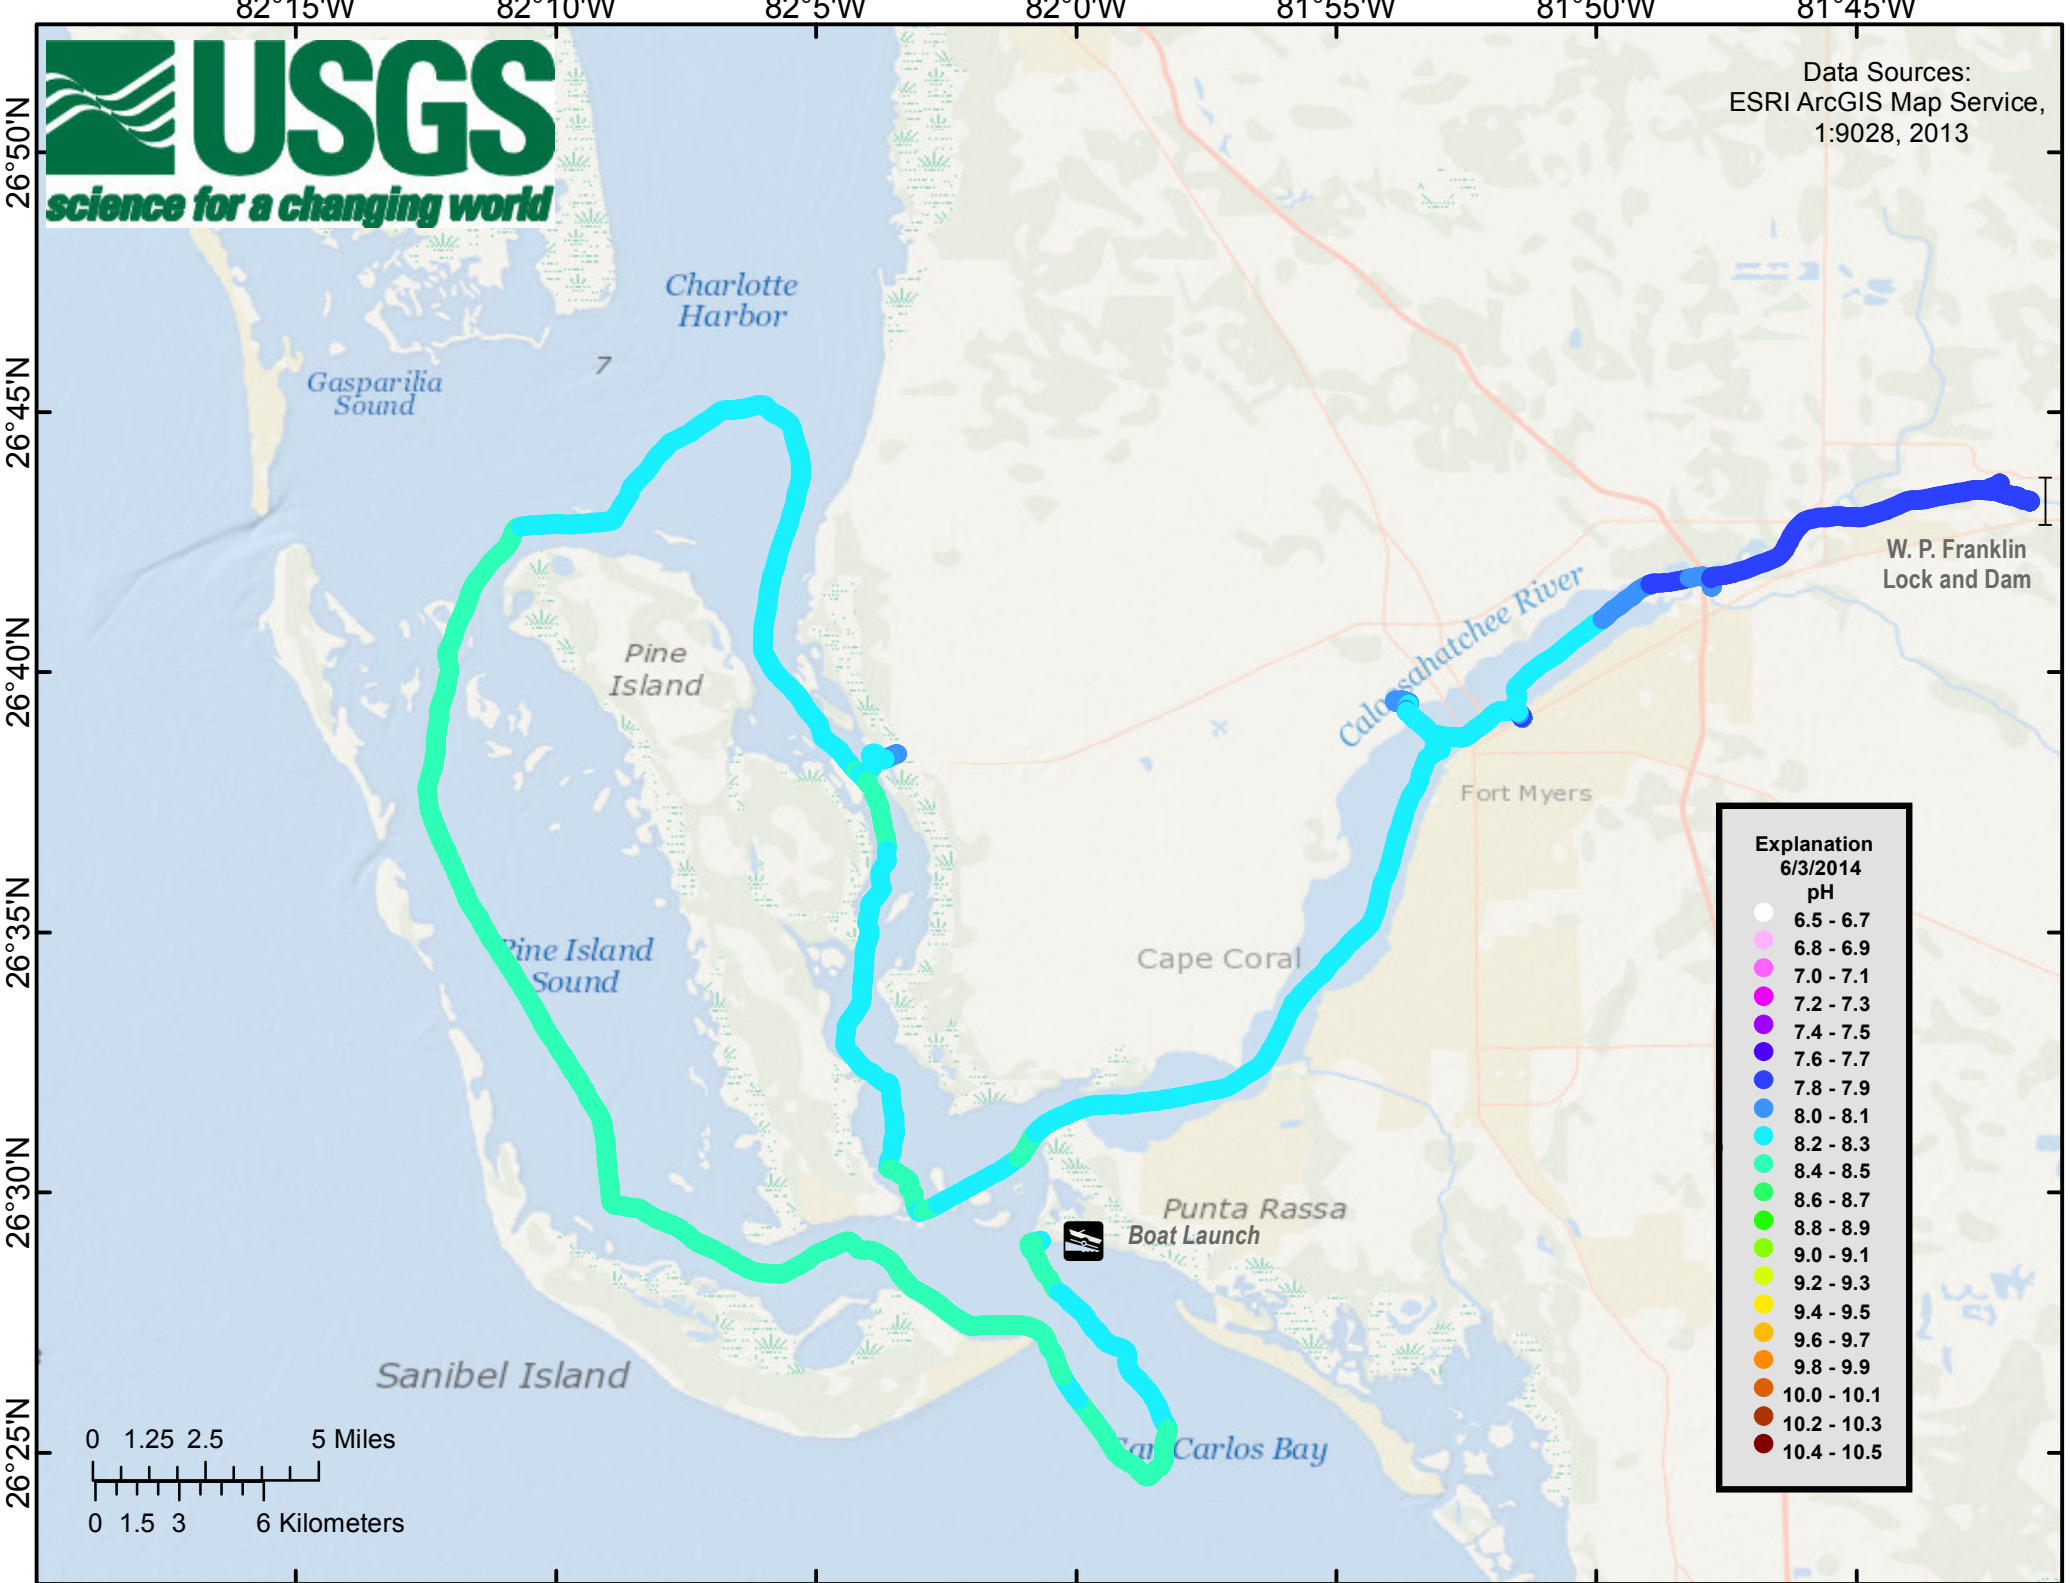 82°15'W 82°10'W 82°5'W 82°0'W 81°55'W 81°50'W 81°45'W
USGS
science for a changing world
Data Sources:
ESRI ArcGIS Map Service,
1:9028, 2013
26°50'N
26°45'N
26°40'N
26°35'N
26°30'N
26°25'N
Charlotte
Harbor
7
Gasparilia
Sound
W. P. Franklin
Lock and Dam
Caloosahatchee River
Pine
Island
Fort Myers
Pine Island
Sound
Cape Coral
Punta Rassa
Boat Launch
Sanibel Island
San Carlos Bay
Explanation
6/3/2014
pH
6.5 - 6.7
6.8 - 6.9
7.0 - 7.1
7.2 - 7.3
7.4 - 7.5
7.6 - 7.7
7.8 - 7.9
8.0 - 8.1
8.2 - 8.3
8.4 - 8.5
8.6 - 8.7
8.8 - 8.9
9.0 - 9.1
9.2 - 9.3
9.4 - 9.5
9.6 - 9.7
9.8 - 9.9
10.0 - 10.1
10.2 - 10.3
10.4 - 10.5
0 1.25 2.5 5 Miles
0 1.5 3 6 Kilometers